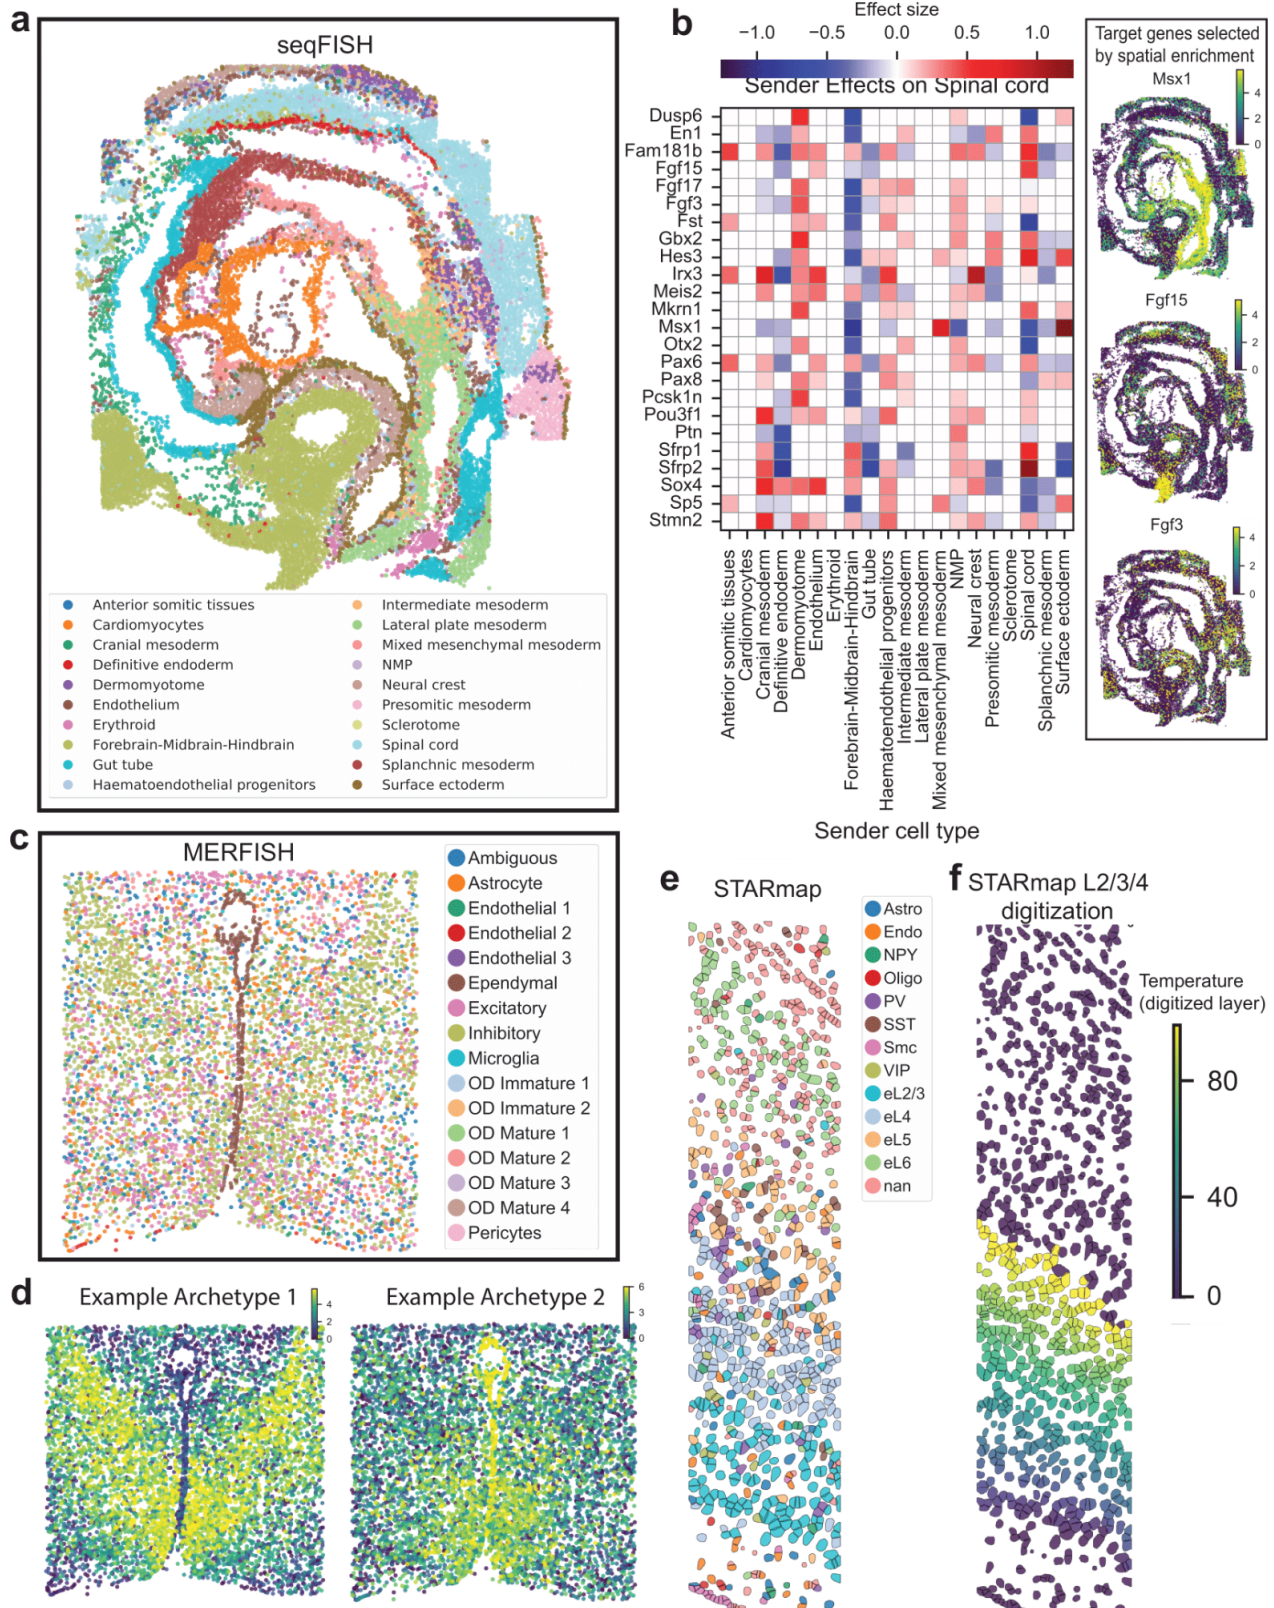 a
seqFISH
Anterior somitic tissues
Cardiomyocytes
Cranial mesoderm
Definitive endoderm
Dermomyotome
Endothelium
Erythroid
Forebrain-Midbrain-Hindbrain
Gut tube
Haematoendothelial progenitors
Intermediate mesoderm
Lateral plate mesoderm
Mixed mesenchymal mesoderm
NMP
Neural crest
Presomitic mesoderm
Sclerotome
Spinal cord
Splanchnic mesoderm
Surface ectoderm
b
Effect size
−1.0 −0.5 0.0 0.5 1.0
Sender Effects on Spinal cord
Dusp6
En1
Fam181b
Fgf15
Fgf17
Fgf3
Fst
Gbx2
Hes3
Irx3
Meis2
Mkrn1
Msx1
Otx2
Pax6
Pax8
Pcsk1n
Pou3f1
Ptn
Sfrp1
Sfrp2
Sox4
Sp5
Stmn2
Anterior somitic tissues
Cardiomyocytes
Cranial mesoderm
Definitive endoderm
Dermomyotome
Endothelium
Erythroid
Forebrain-Midbrain-Hindbrain
Gut tube
Haematoendothelial progenitors
Intermediate mesoderm
Lateral plate mesoderm
Mixed mesenchymal mesoderm
NMP
Neural crest
Presomitic mesoderm
Sclerotome
Spinal cord
Splanchnic mesoderm
Surface ectoderm
Sender cell type
Target genes selected
by spatial enrichment
Msx1
4
2
0
Fgf15
4
2
0
Fgf3
4
2
0
c
MERFISH
Ambiguous
Astrocyte
Endothelial 1
Endothelial 2
Endothelial 3
Ependymal
Excitatory
Inhibitory
Microglia
OD Immature 1
OD Immature 2
OD Mature 1
OD Mature 2
OD Mature 3
OD Mature 4
Pericytes
d
Example Archetype 1
4
2
0
Example Archetype 2
6
3
0
e
STARmap
Astro
Endo
NPY
Oligo
PV
SST
Smc
VIP
eL2/3
eL4
eL5
eL6
nan
f
STARmap L2/3/4
digitization
Temperature
(digitized layer)
80
40
0